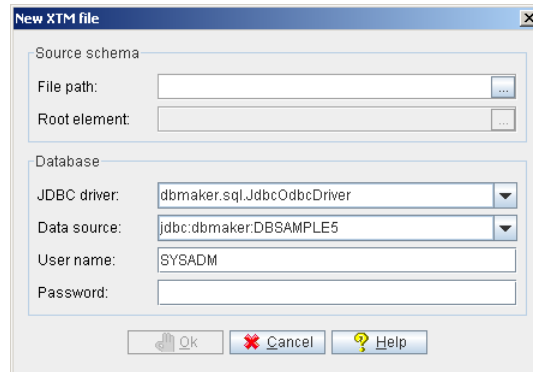 New XTM file
Source schema
File path:
...
Root element:
...
Database
JDBC driver: dbmaker.sql.JdbcOdbcDriver
Data source: jdbc:dbmaker:DBSAMPLE5
User name: SYSADM
Password:
Ok Cancel Help